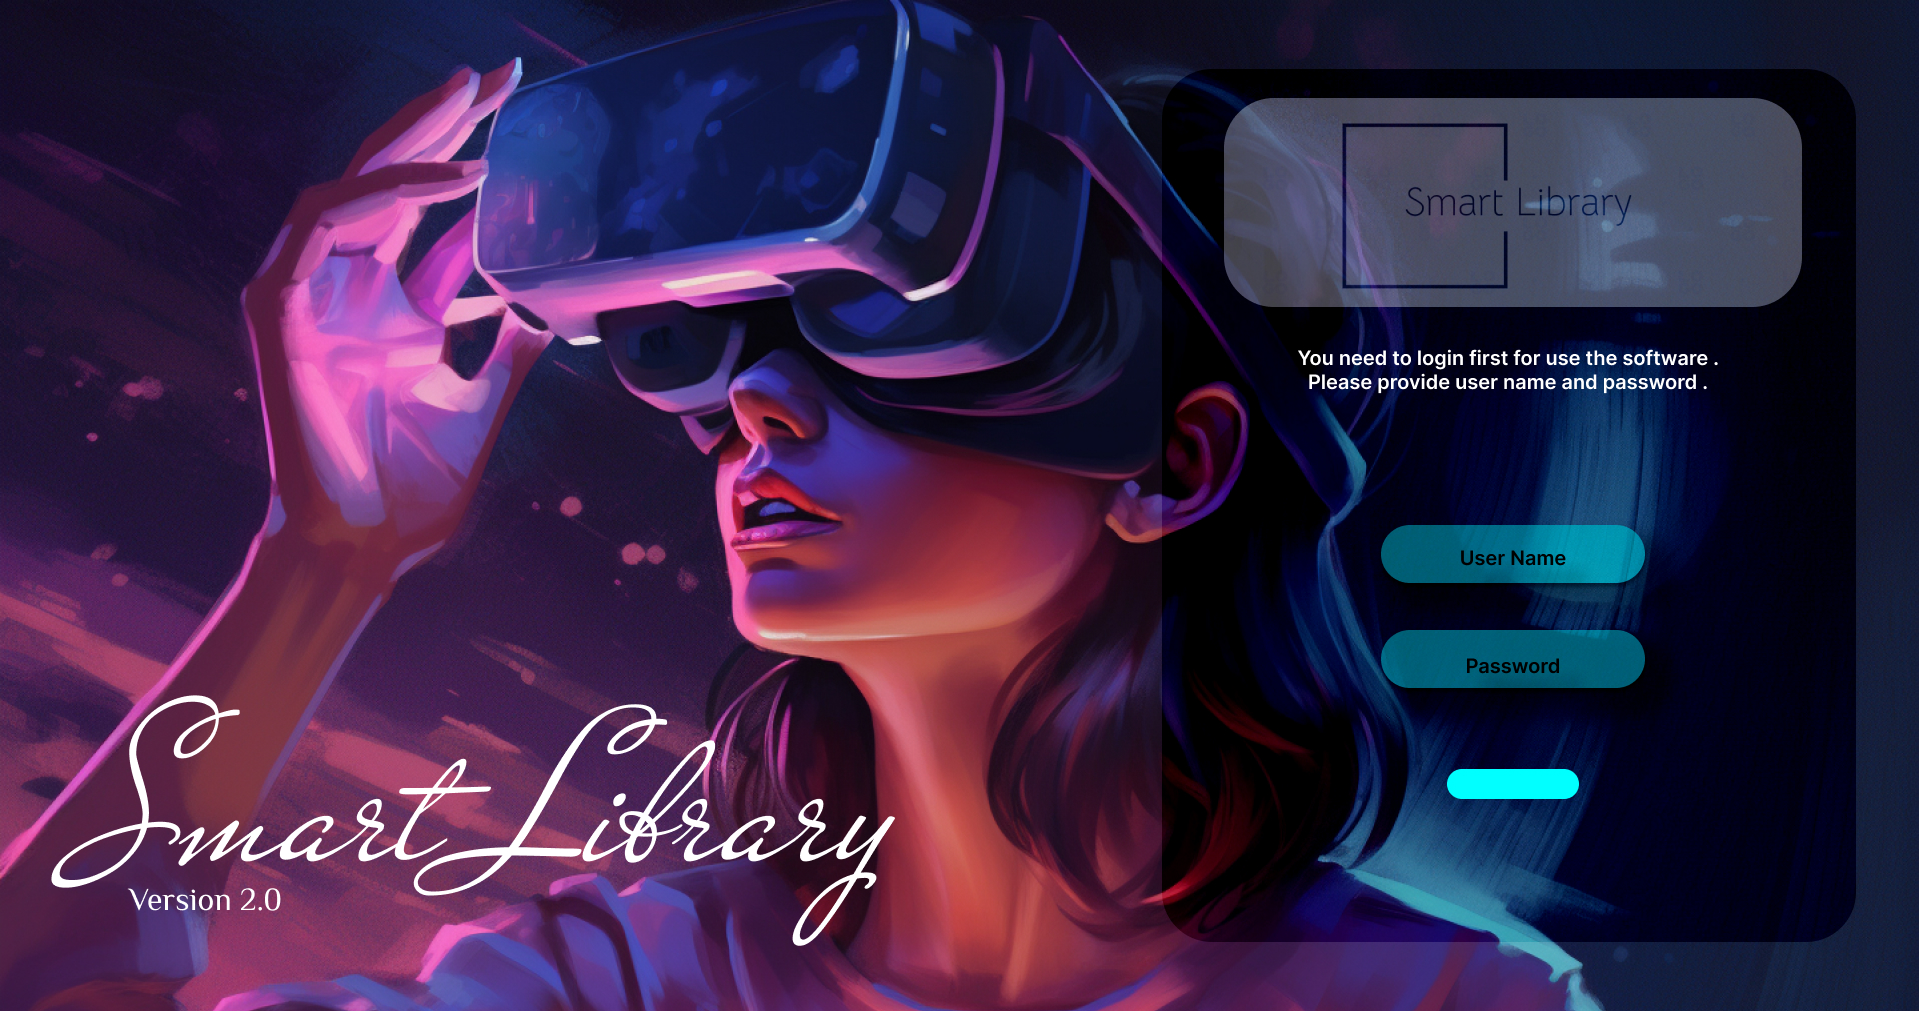 Smart Library
You need to login first for use the software .
Please provide user name and password .
User Name
Password
Smart Library
Version 2.0